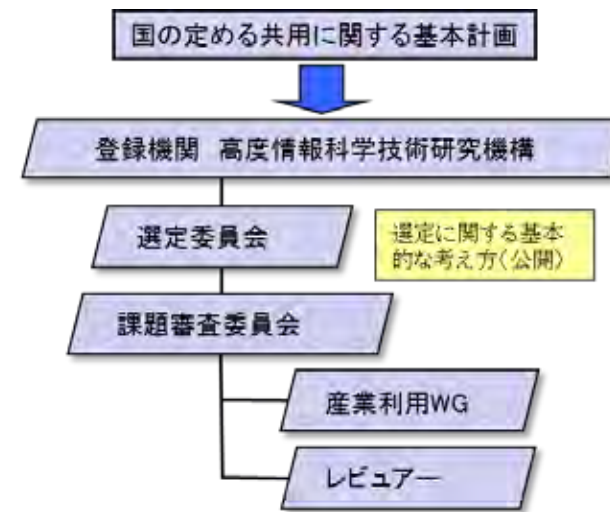 国の定める共用に関する基本計画
登録機関 高度情報科学技術研究機構
選定委員会
選定に関する基本
的な考え方(公開)
課題審査委員会
産業利用WG
レビュアー